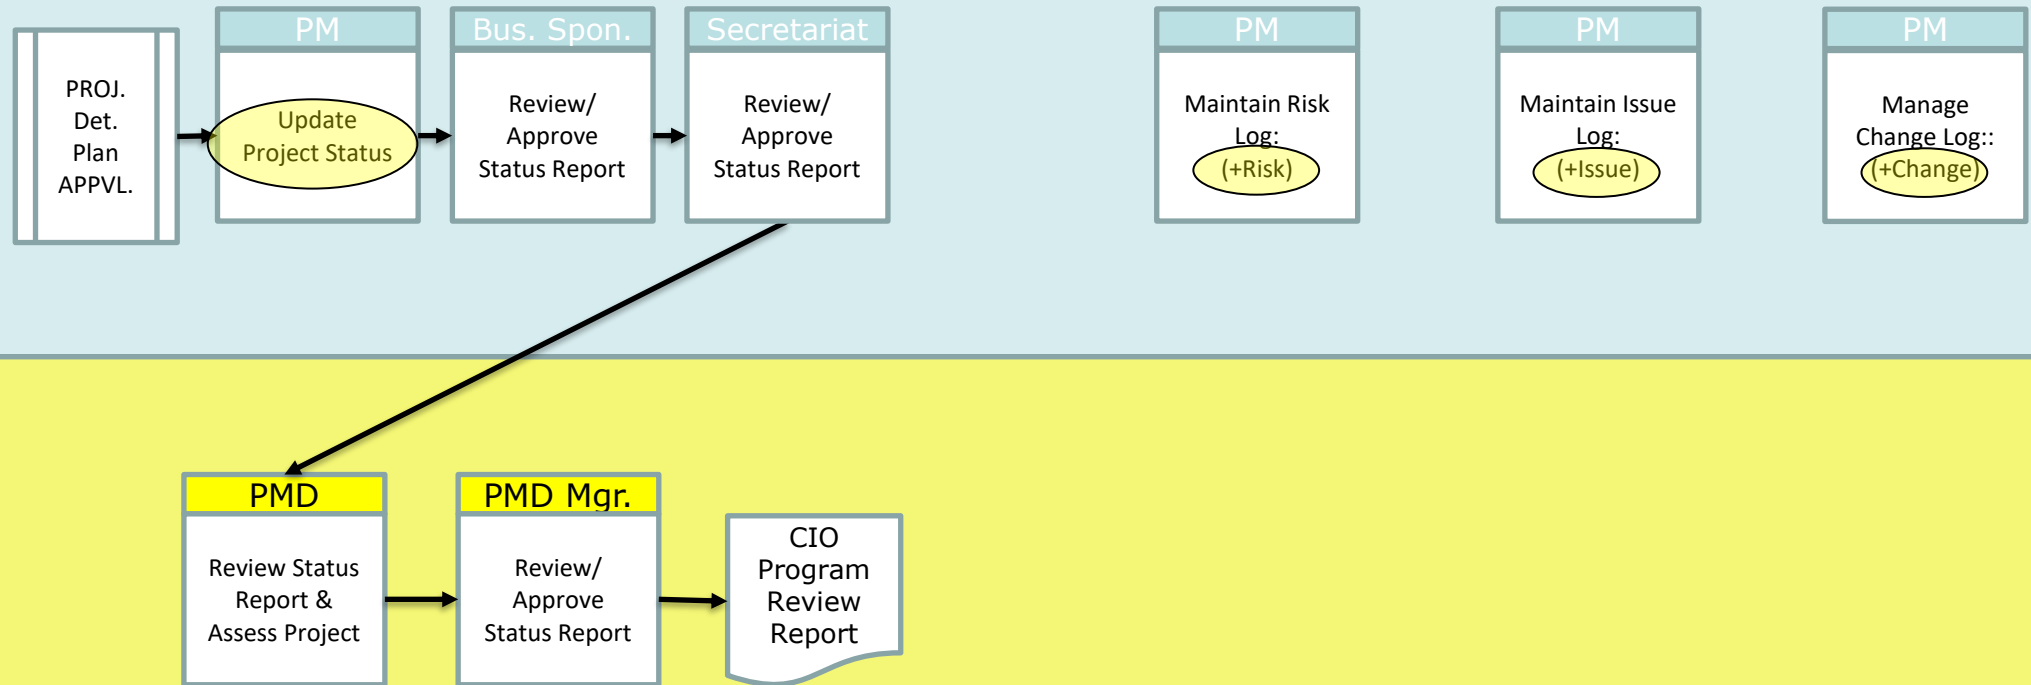 PROJ.
Det.
Plan
APPVL.
PM
Update
Project Status
Bus. Spon.
Review/
Approve
Status Report
Secretariat
Review/
Approve
Status Report
PM
Maintain Risk
Log:
(+Risk)
PM
Maintain Issue
Log:
(+Issue)
PM
Manage
Change Log::
(+Change)
PMD
Review Status
Report &
Assess Project
PMD Mgr.
Review/
Approve
Status Report
CIO
Program
Review
Report